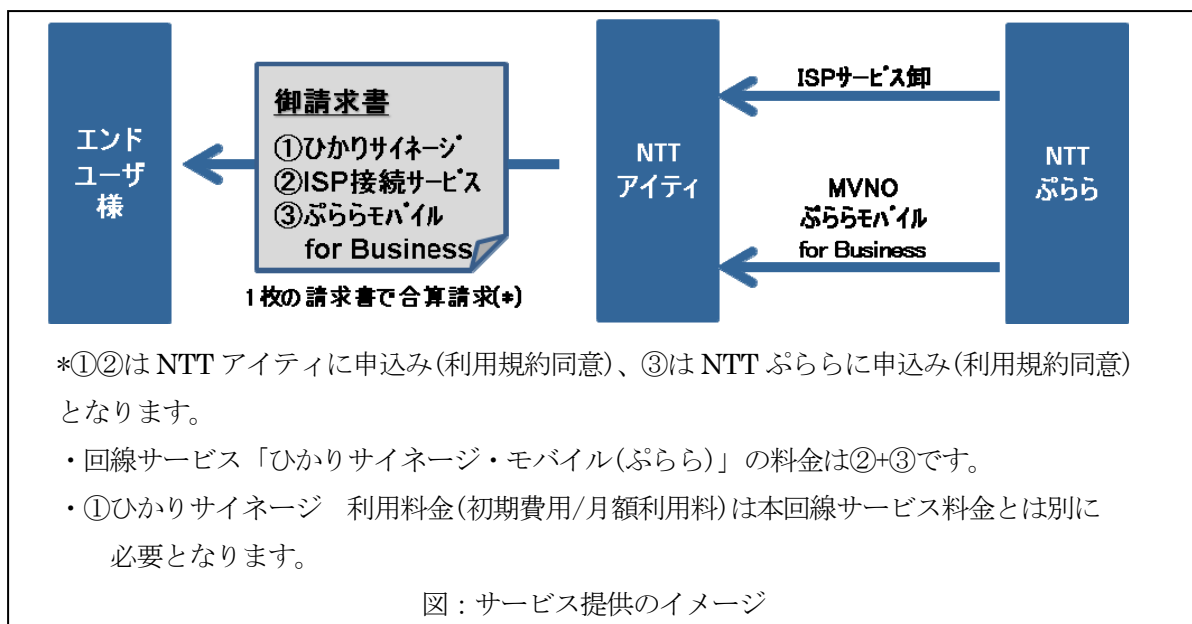 エンド
ユーザ
様
御請求書
①ひかりサイネージ
②ISP接続サービス
③ぷららモバイル
for Business
1枚の請求書で合算請求(*)
NTT
アイティ
ISPサービス卸
MVNO
ぷららモバイル
for Business
NTT
ぷらら
*①②は NTT アイティに申込み(利用規約同意)、③は NTT ぷららに申込み(利用規約同意)
となります。
・回線サービス「ひかりサイネージ・モバイル(ぷらら)」の料金は②+③です。
・①ひかりサイネージ 利用料金(初期費用/月額利用料)は本回線サービス料金とは別に
必要となります。
図：サービス提供のイメージ